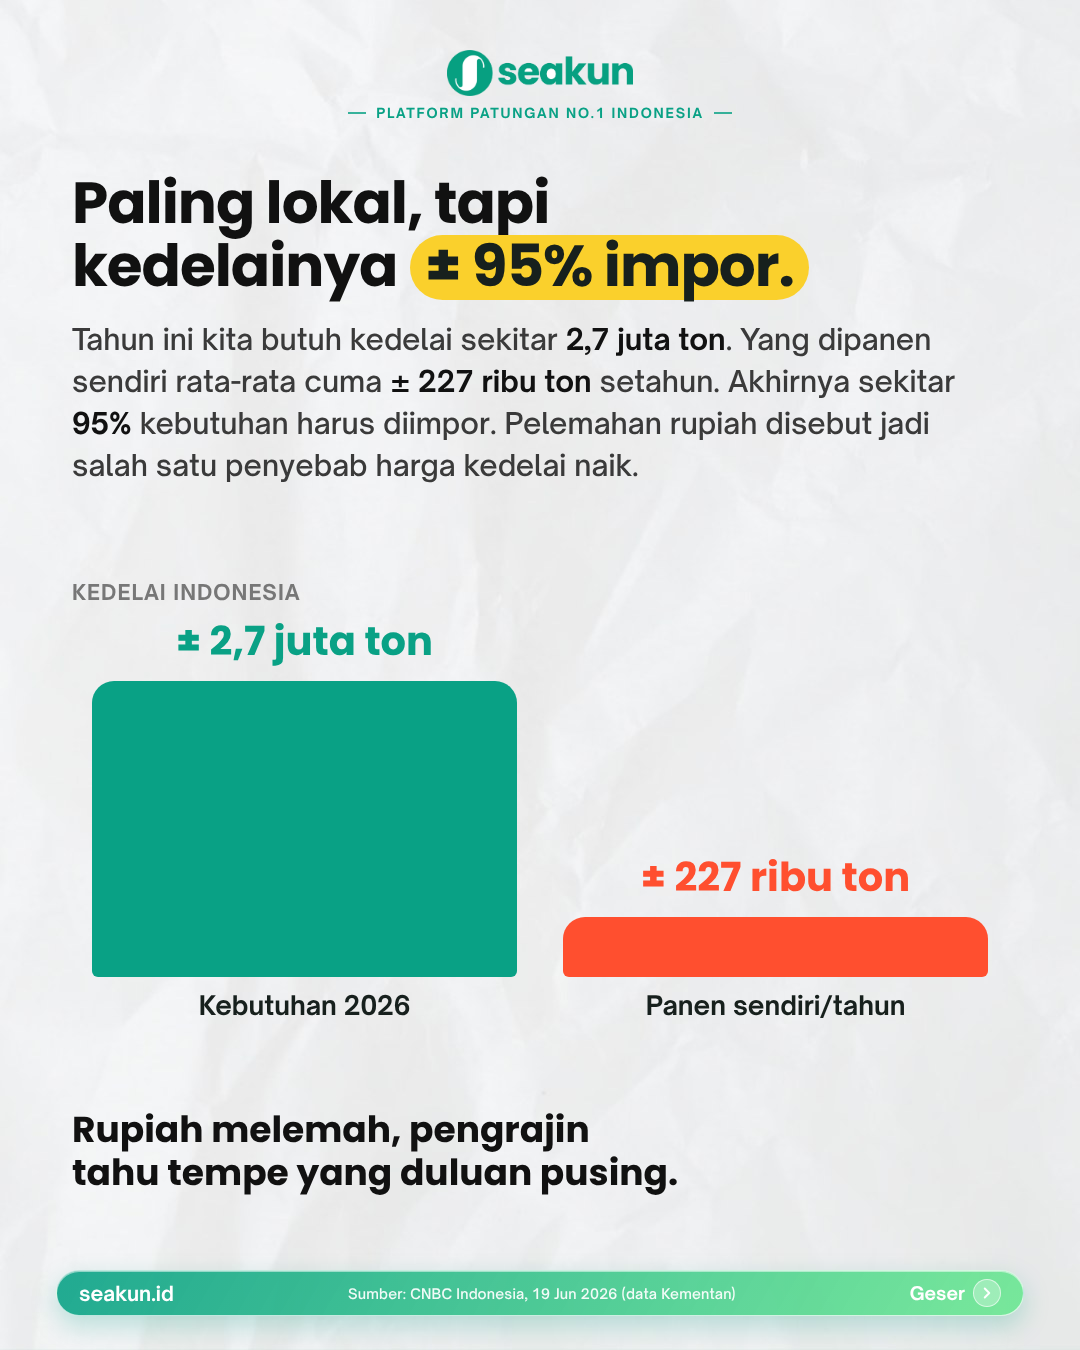 seakun
PLATFORM PATUNGAN NO.1 INDONESIA
Paling lokal, tapi
kedelainya ± 95% impor.
Tahun ini kita butuh kedelai sekitar 2,7 juta ton. Yang dipanen
sendiri rata-rata cuma ± 227 ribu ton setahun. Akhirnya sekitar
95% kebutuhan harus diimpor. Pelemahan rupiah disebut jadi
salah satu penyebab harga kedelai naik.
KEDELAI INDONESIA
± 2,7 juta ton
± 227 ribu ton
Kebutuhan 2026
Panen sendiri/tahun
Rupiah melemah, pengrajin
tahu tempe yang duluan pusing.
seakun.id
Sumber: CNBC Indonesia, 19 Jun 2026 (data Kementan)
Geser